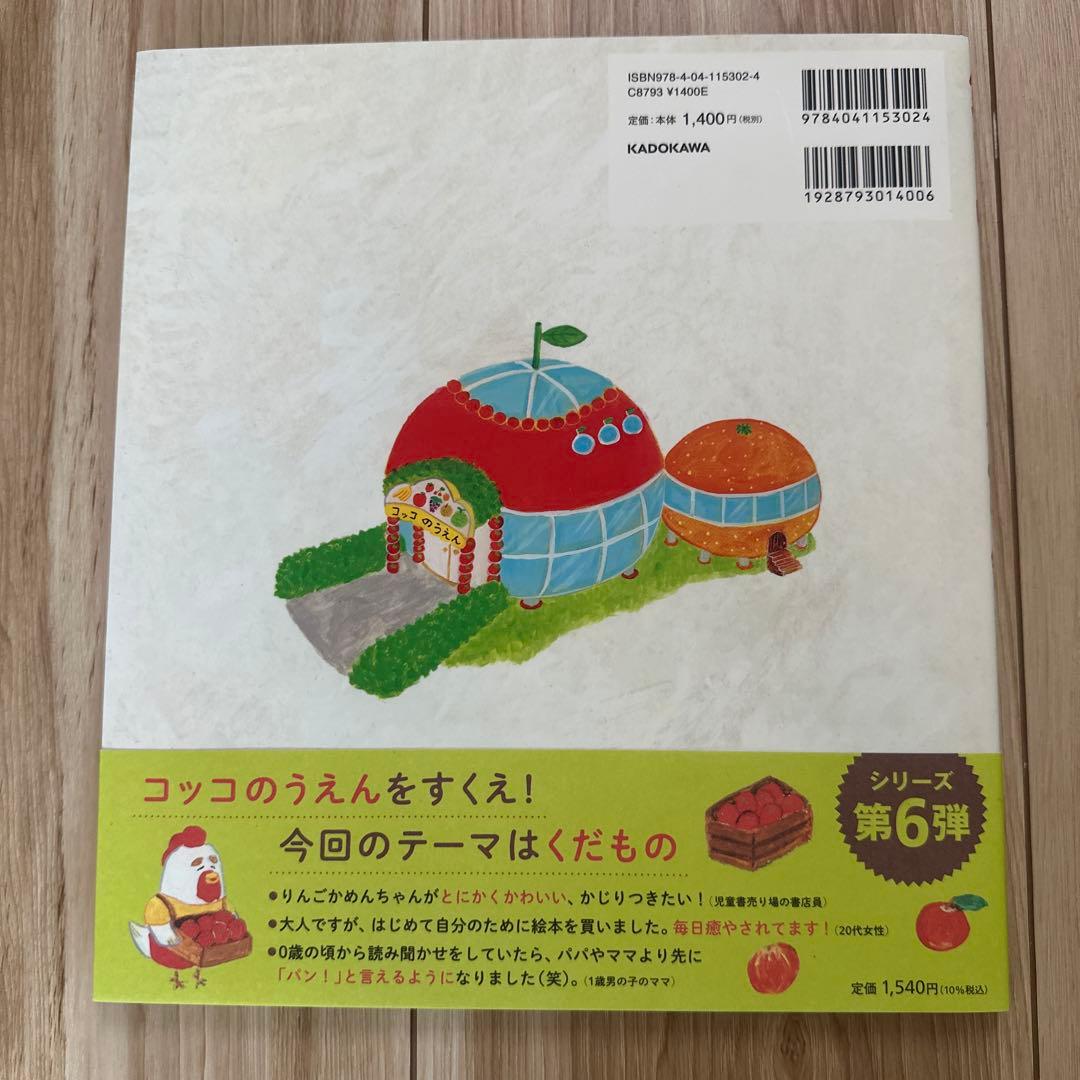 ISBN978-4-04-115302-4
C8793 ¥1400E
定価:本体 1,400円(税別)
KADOKAWA
9784041153024
1928793014006
コッコのうえん
コッコのうえんをすくえ!
今回のテーマはくだもの
シリーズ
第6弾
●りんごかめんちゃんがとにかくかわいい、かじりつきたい!(児童書売り場の書店員)
●大人ですが、はじめて自分のために絵本を買いました。毎日癒やされてます!(20代女性)
●0歳の頃から読み聞かせをしていたら、パパやママより先に
「パン!」と言えるようになりました(笑)。(1歳男の子のママ)
定価 1,540円(10%税込)